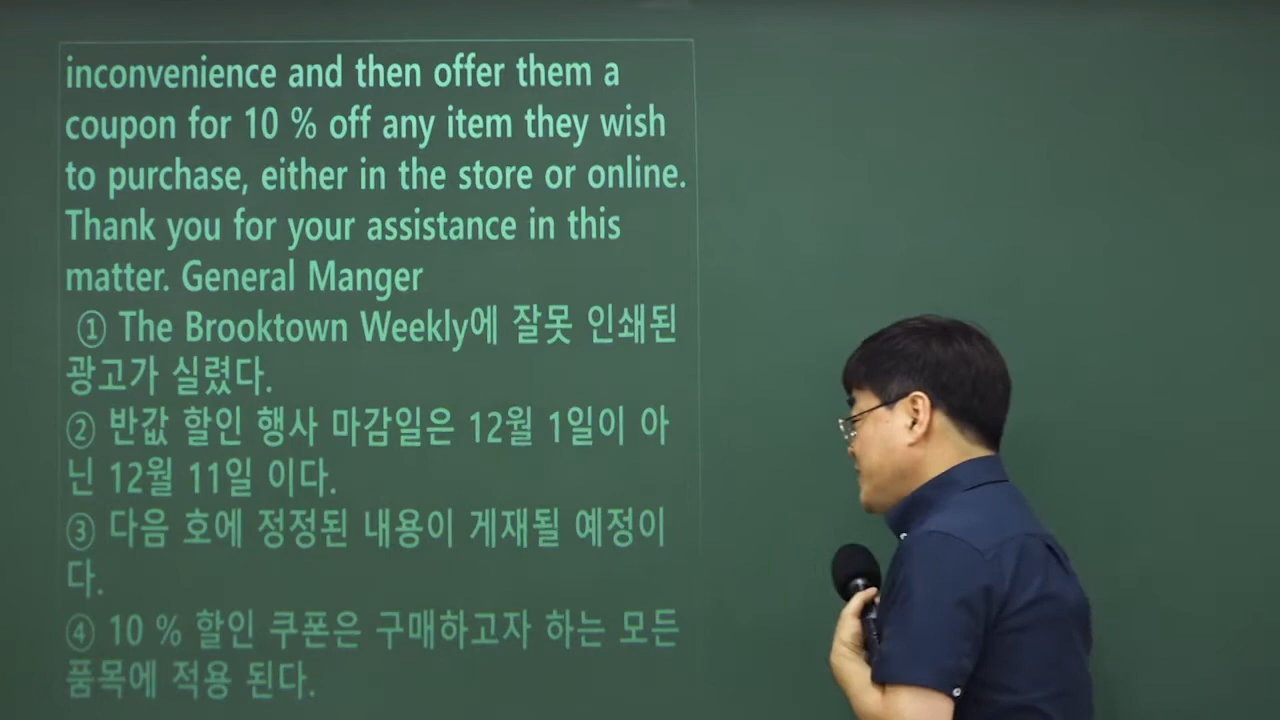 inconvenience and then offer them a
coupon for 10 % off any item they wish
to purchase, either in the store or online.
Thank you for your assistance in this
matter. General Manger
① The Brooktown Weekly에 잘못 인쇄된
광고가 실렸다.
② 반값 할인 행사 마감일은 12월 1일이 아
닌 12월 11일 이다.
③ 다음 호에 정정된 내용이 게재될 예정이
다.
④ 10 % 할인 쿠폰은 구매하고자 하는 모든
품목에 적용 된다.